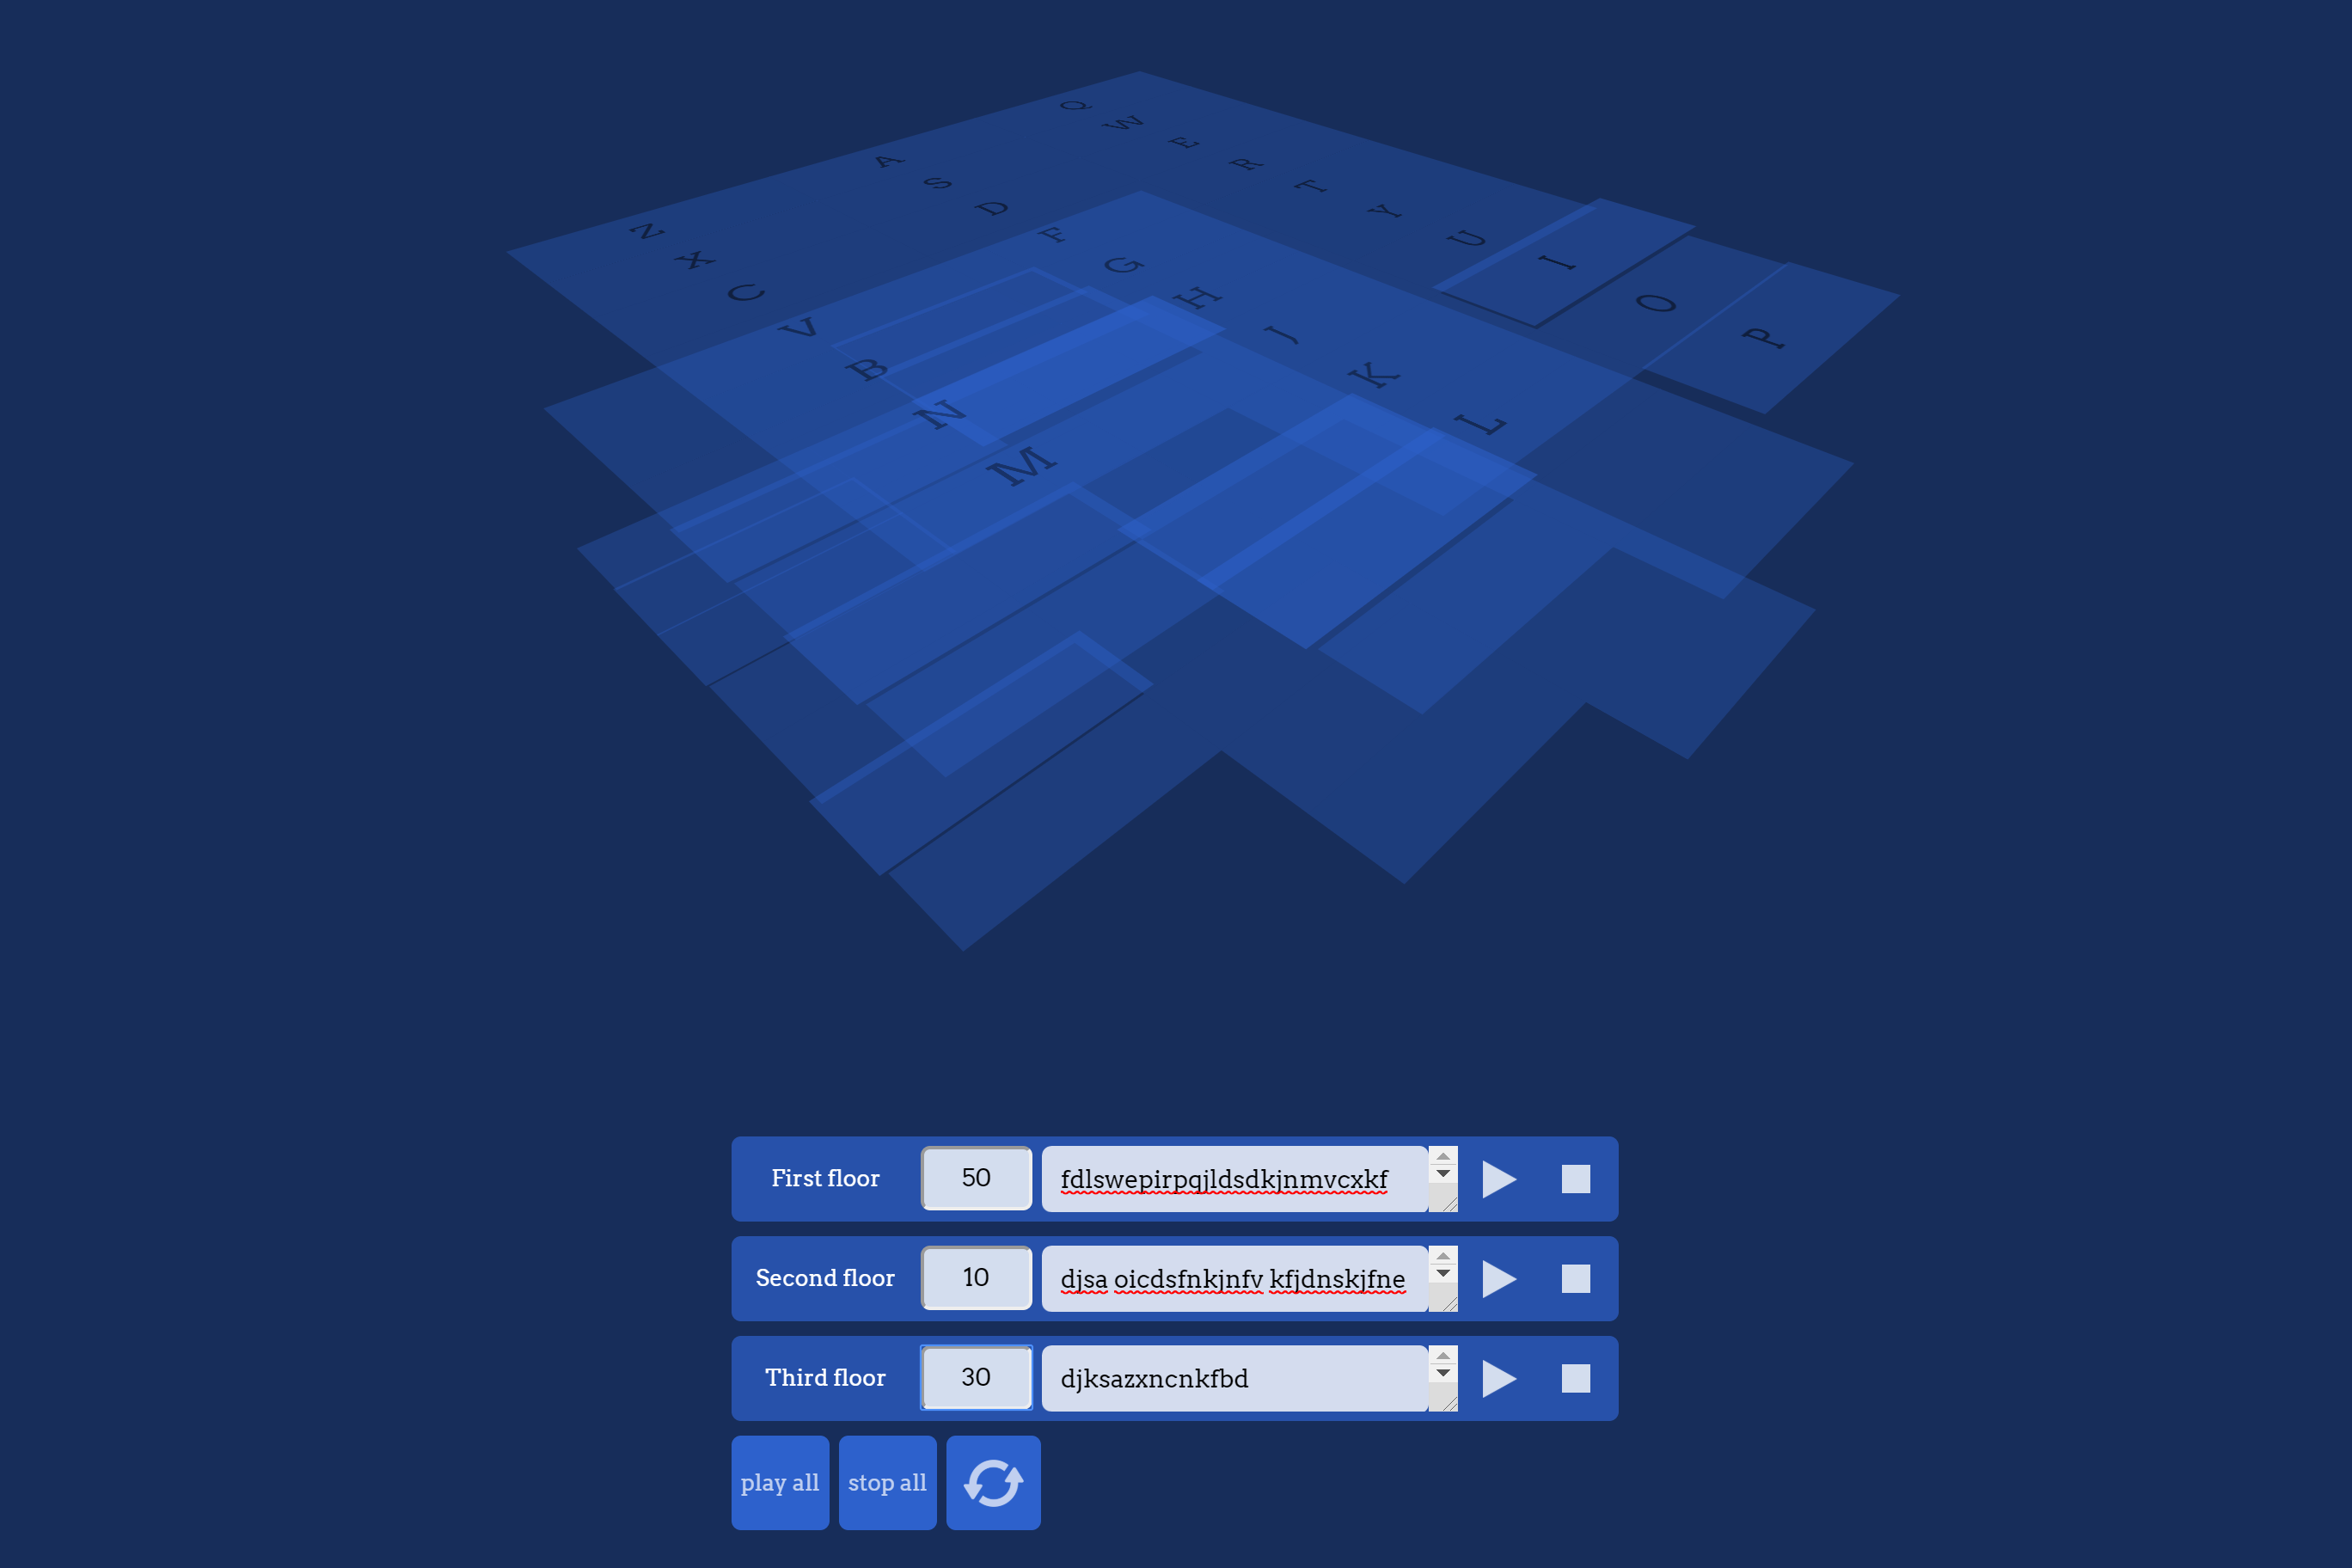 Q W E R T Y U I O P
A S D F G H J K L
Z X C V B N M
First floor 50 fdlswepirpqjldsdkjnmvcxkf
Second floor 10 djsa oicdsfnkjnfv kfjdnskjfne
Third floor 30 djksazxncnkfbd
play all stop all